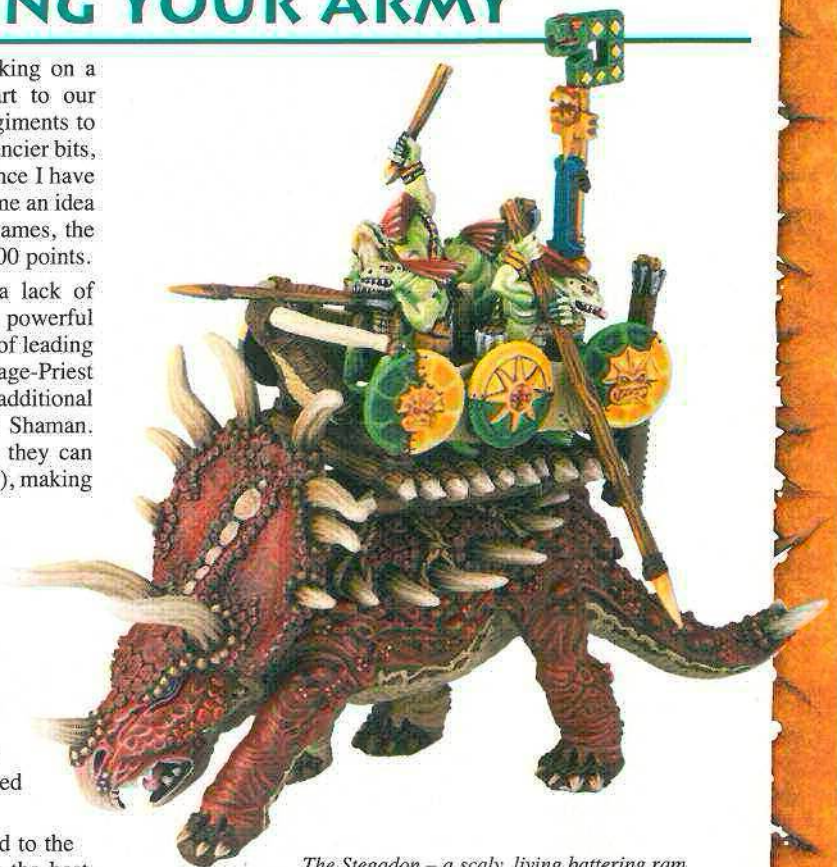 NG YOUR ARMY
king on a
rt to our
giments to
ncier bits,
nce I have
me an idea
ames, the
00 points.
a lack of
powerful
of leading
age-Priest
additional
Shaman.
they can
), making
ed
d to the
The Stegadon – a scaly, living battering ram